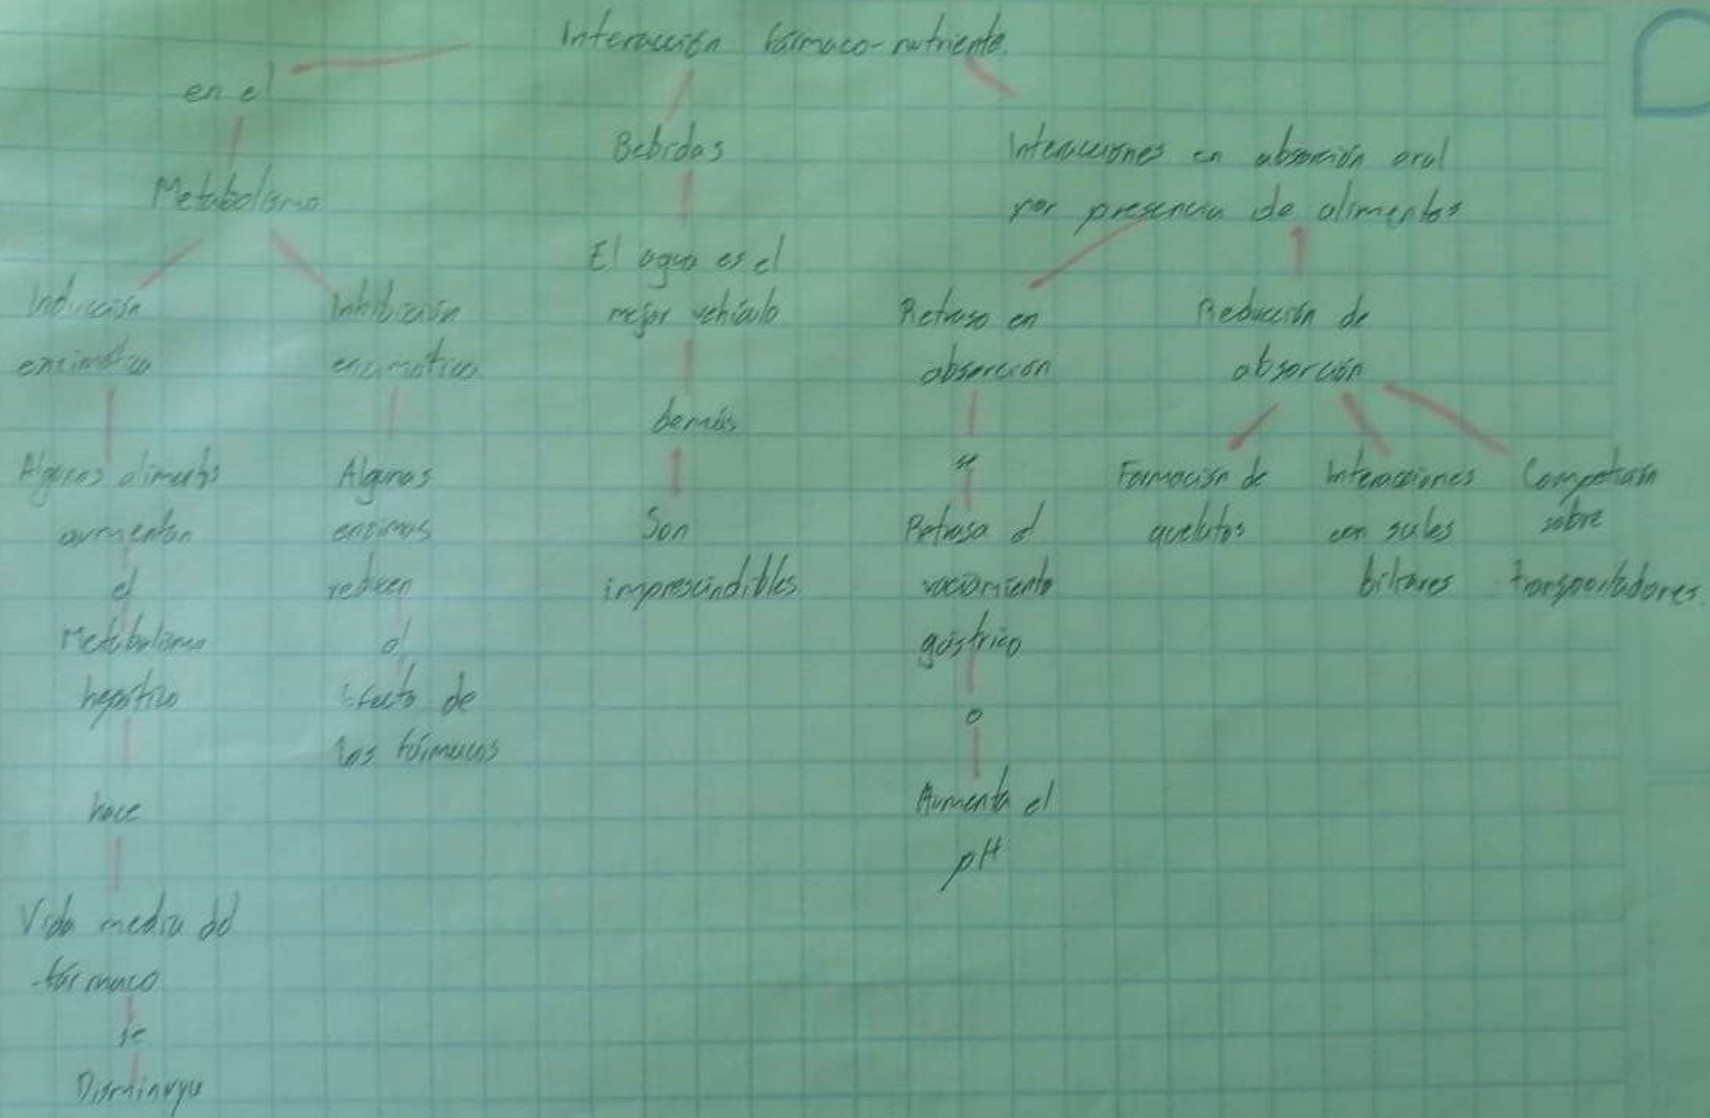 Interacción fármaco-nutriente.
en el
Metabolismo
Inducción
enzimática
Algunos alimentos
aumentan
el
Metabolismo
hepático
hace
Vida media del
fármaco
se
Disminuya
Inhibición
enzimática
Algunas
enzimas
reducen
el
efecto de
los fármacos
Bebidas
El agua es el
mejor vehículo
demás
Son
imprescindibles.
Interacciones en absorción oral
por presencia de alimentos
Retraso en
absorción
se
Retrasa el
vaciamiento
gástrico
o
Aumenta el
pH
Reducción de
absorción
Formación de
quelatos
Interacciones
con sales
biliares
Competición
sobre
transportadores.